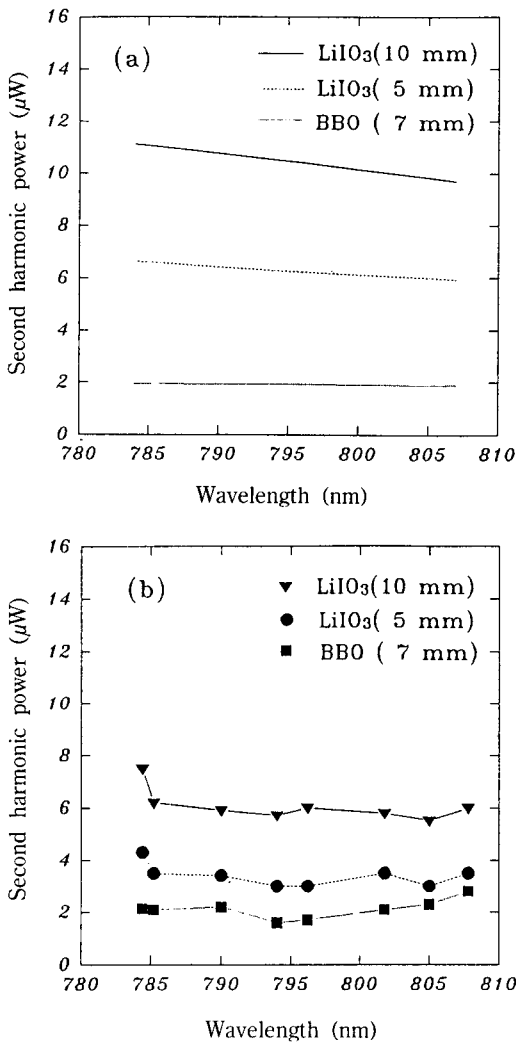 16
14
12
10
8
6
4
2
0
Second harmonic power (μW)
(a)
LiIO3(10 mm)
LiIO3( 5 mm)
BBO ( 7 mm)
780 785 790 795 800 805 810
Wavelength (nm)
16
14
12
10
8
6
4
2
0
Second harmonic power (μW)
(b)
LiIO3(10 mm)
LiIO3( 5 mm)
BBO ( 7 mm)
780 785 790 795 800 805 810
Wavelength (nm)